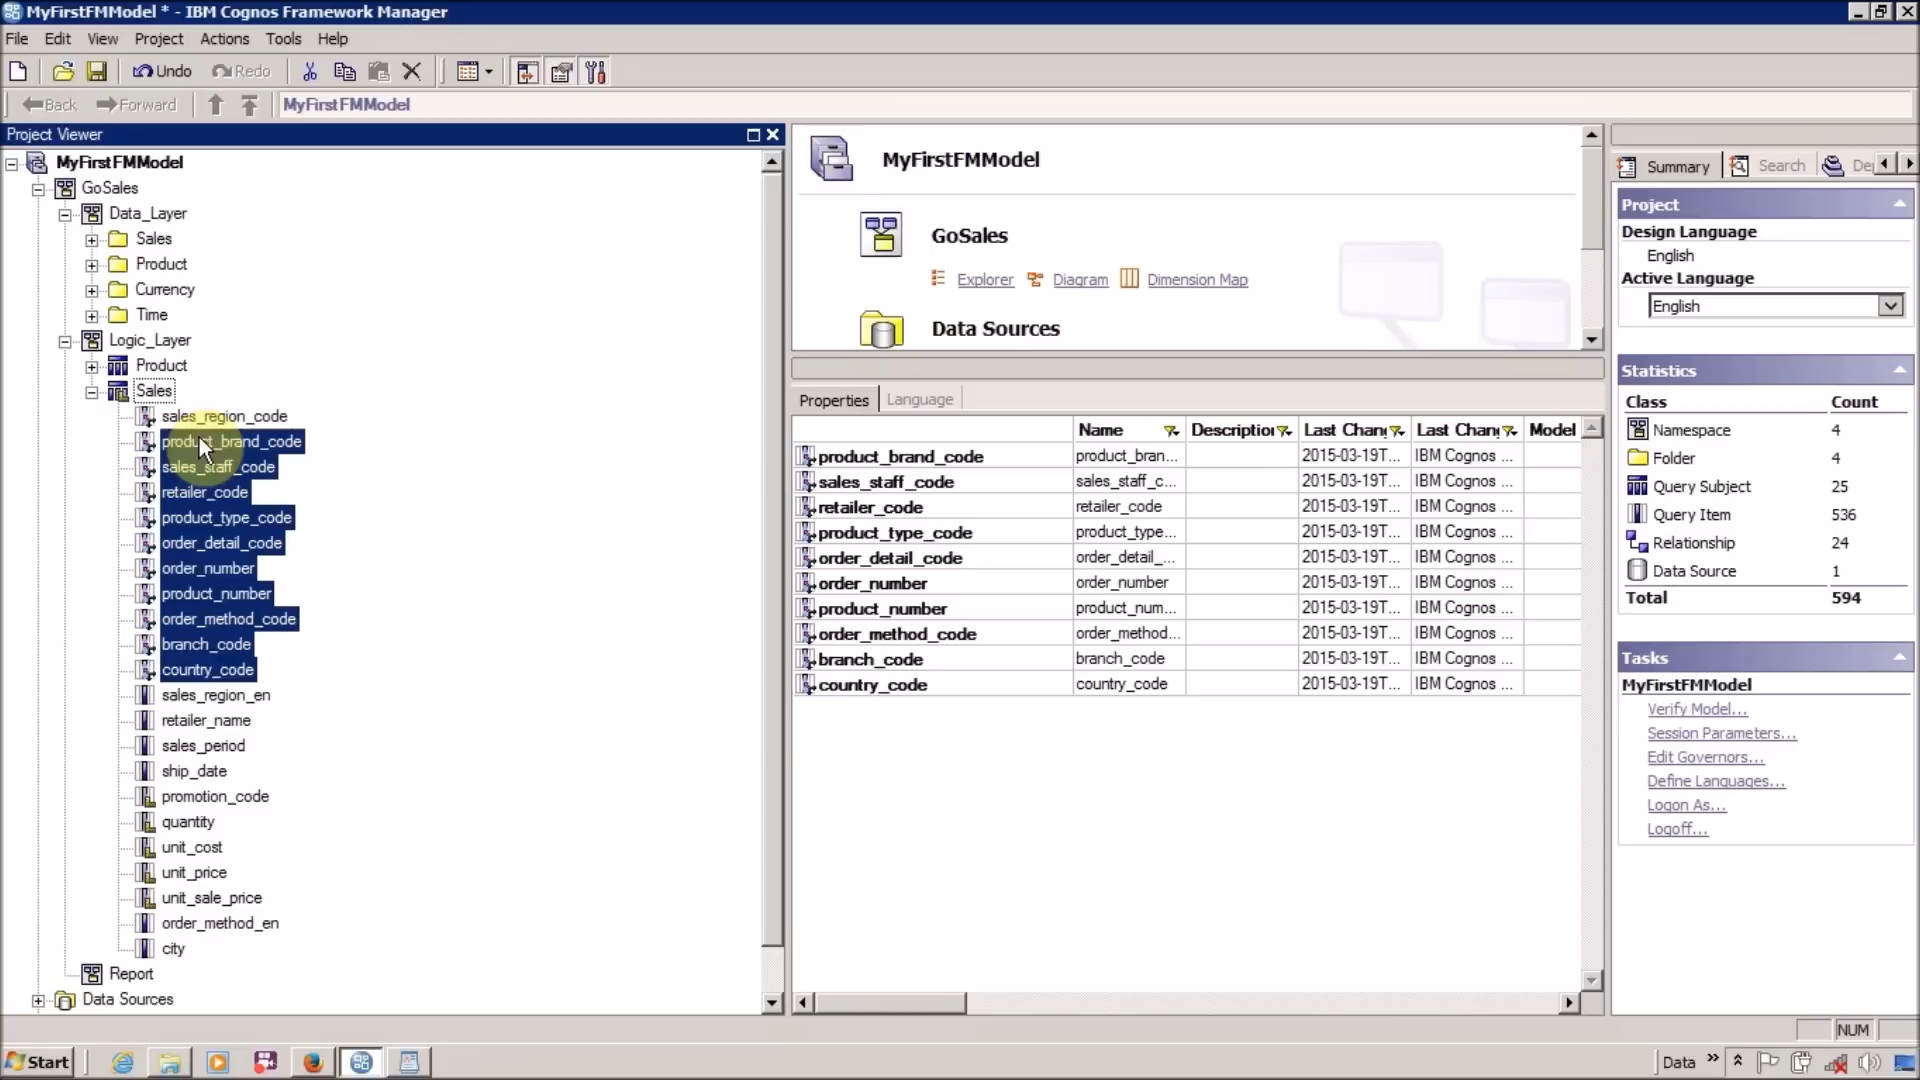 MyFirstFMModel * - IBM Cognos Framework Manager
File Edit View Project Actions Tools Help
Undo Redo
Back Forward MyFirstFMModel
Project Viewer
MyFirstFMModel
GoSales
Data_Layer
Sales
Product
Currency
Time
Logic_Layer
Product
Sales
sales_region_code
product_brand_code
sales_staff_code
retailer_code
product_type_code
order_detail_code
order_number
product_number
order_method_code
branch_code
country_code
sales_region_en
retailer_name
sales_period
ship_date
promotion_code
quantity
unit_cost
unit_price
unit_sale_price
order_method_en
city
Report
Data Sources
MyFirstFMModel
GoSales
Explorer Diagram Dimension Map
Data Sources
Properties Language
Name Description Last Chan Last Chan Model
product_brand_code product_bran... 2015-03-19T... IBM Cognos ...
sales_staff_code sales_staff_c... 2015-03-19T... IBM Cognos ...
retailer_code retailer_code 2015-03-19T... IBM Cognos ...
product_type_code product_type... 2015-03-19T... IBM Cognos ...
order_detail_code order_detail_... 2015-03-19T... IBM Cognos ...
order_number order_number 2015-03-19T... IBM Cognos ...
product_number product_num... 2015-03-19T... IBM Cognos ...
order_method_code order_method... 2015-03-19T... IBM Cognos ...
branch_code branch_code 2015-03-19T... IBM Cognos ...
country_code country_code 2015-03-19T... IBM Cognos ...
Summary Search De
Project
Design Language
English
Active Language
English
Statistics
Class Count
Namespace 4
Folder 4
Query Subject 25
Query Item 536
Relationship 24
Data Source 1
Total 594
Tasks
MyFirstFMModel
Verify Model...
Session Parameters...
Edit Governors...
Define Languages...
Logon As...
Logoff...
NUM
Start Data »